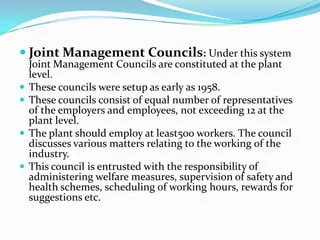 Joint Management Councils: Under this system
Joint Management Councils are constituted at the plant
level.
These councils were setup as early as 1958.
These councils consist of equal number of representatives
of the employers and employees, not exceeding 12 at the
plant level.
The plant should employ at least500 workers. The council
discusses various matters relating to the working of the
industry.
This council is entrusted with the responsibility of
administering welfare measures, supervision of safety and
health schemes, scheduling of working hours, rewards for
suggestions etc.